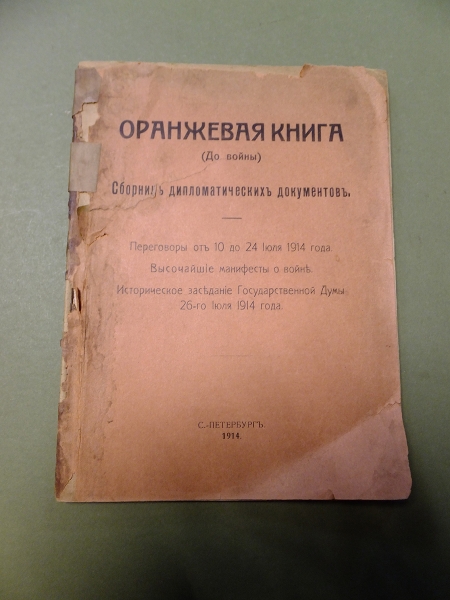 ОРАНЖЕВАЯ КНИГА
(До войны)
Сборникъ дипломатическихъ документовъ.
Переговоры отъ 10 до 24 Іюля 1914 года.
Высочайшіе манифесты о войнѣ.
Историческое засѣданіе Государственной Думы
26-го Іюля 1914 года.
С.-ПЕТЕРБУРГЪ
1914.